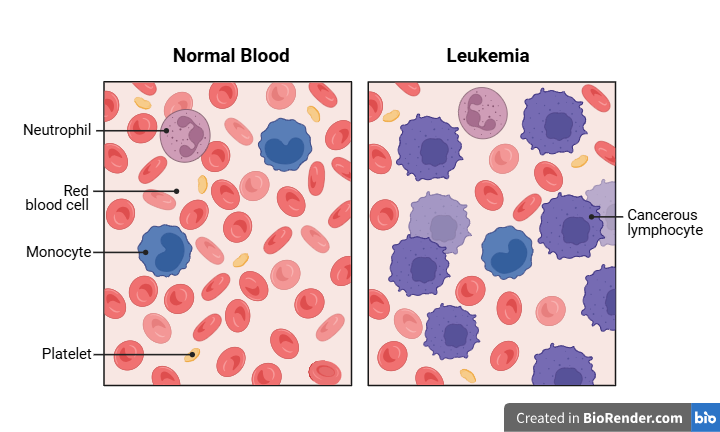 Normal Blood
Leukemia
Neutrophil
Red
blood cell
Monocyte
Platelet
Cancerous
lymphocyte
Created in BioRender.com bio